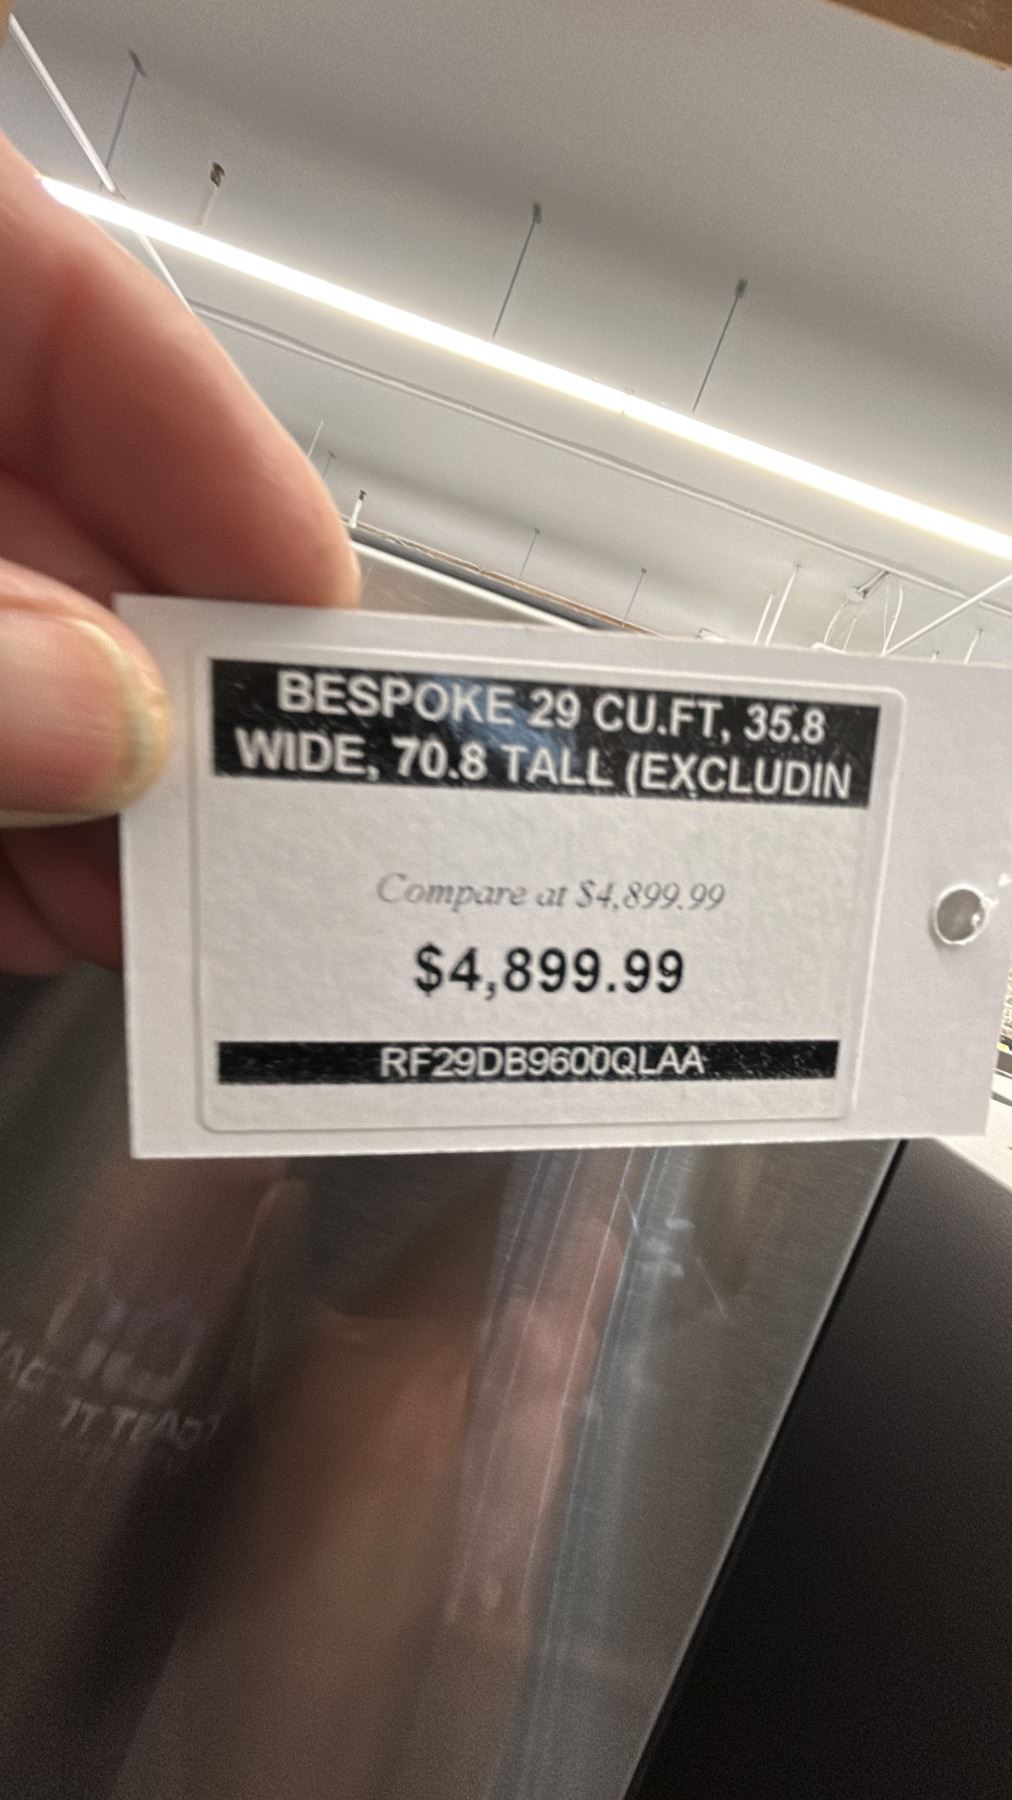 BESPOKE 29 CU.FT, 35.8
WIDE, 70.8 TALL (EXCLUDIN
Compare at $4,899.99
$4,899.99
RF29DB9600QLAA